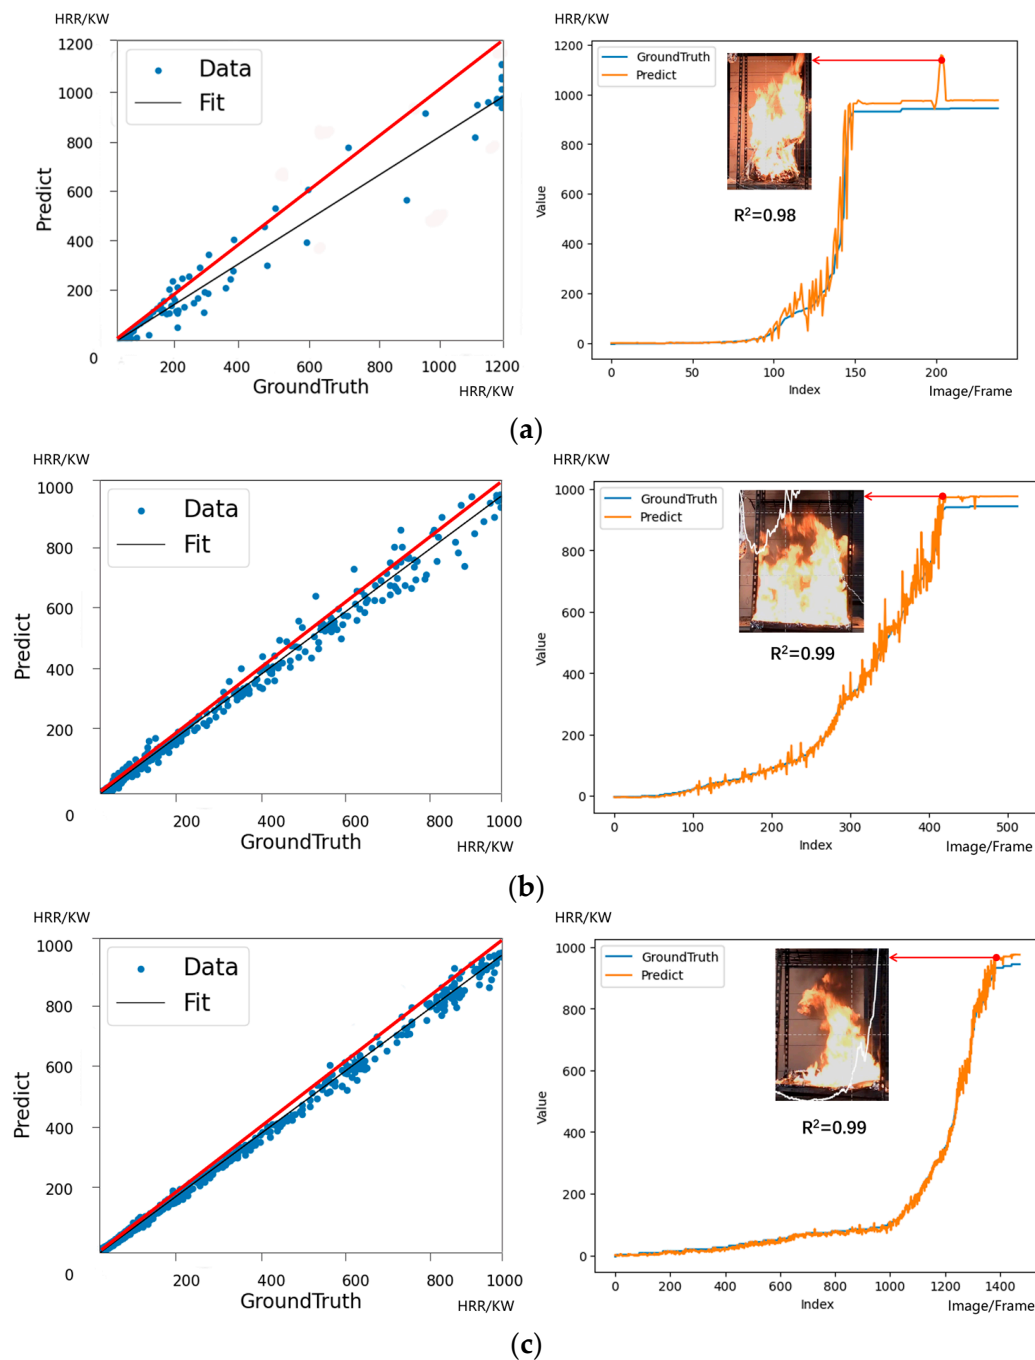 HRR/KW
1200
1000
800
600
400
200
0
Predict
Data
Fit
200 400 600 800 1000 1200
GroundTruth
HRR/KW
HRR/KW
1200
1000
800
600
400
200
0
Value
GroundTruth
Predict
R²=0.98
0 50 100 150 200
Index
Image/Frame
(a)
HRR/KW
1000
800
600
400
200
0
Predict
Data
Fit
200 400 600 800 1000
GroundTruth
HRR/KW
HRR/KW
1000
800
600
400
200
0
Value
GroundTruth
Predict
R²=0.99
0 100 200 300 400 500
Index
Image/Frame
(b)
HRR/KW
1000
800
600
400
200
0
Predict
Data
Fit
200 400 600 800 1000
GroundTruth
HRR/KW
HRR/KW
1000
800
600
400
200
0
Value
GroundTruth
Predict
R²=0.99
0 200 400 600 800 1000 1200 1400
Index
Image/Frame
(c)